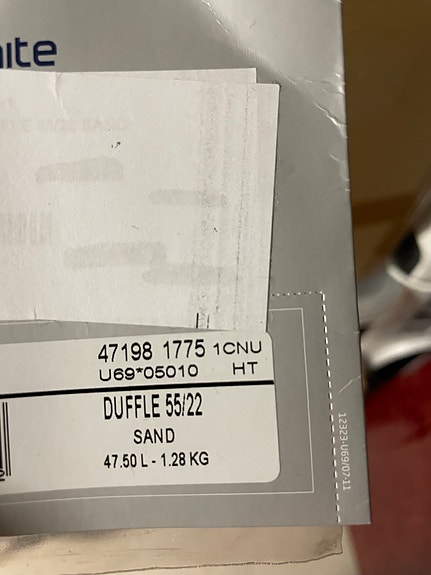 47198 1775 1CNU
U69*05010 HT
DUFFLE 55/22
SAND
47.50 L - 1.28 KG
12323-U69/07-11